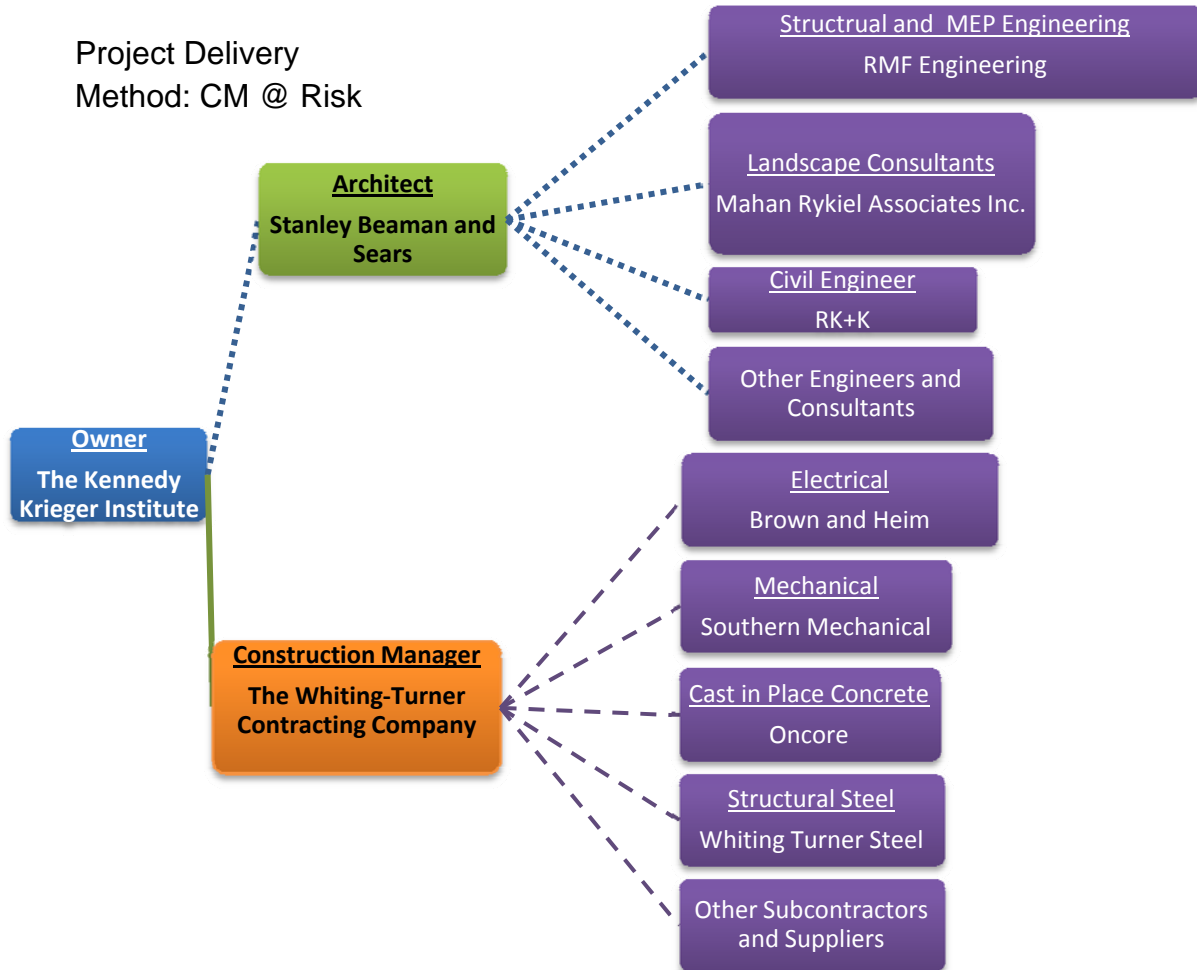 Project Delivery
Method: CM @ Risk
Structrual and MEP Engineering
RMF Engineering
Landscape Consultants
Mahan Rykiel Associates Inc.
Architect
Stanley Beaman and
Sears
Civil Engineer
RK+K
Other Engineers and
Consultants
Owner
The Kennedy
Krieger Institute
Electrical
Brown and Heim
Mechanical
Southern Mechanical
Construction Manager
The Whiting-Turner
Contracting Company
Cast in Place Concrete
Oncore
Structural Steel
Whiting Turner Steel
Other Subcontractors
and Suppliers